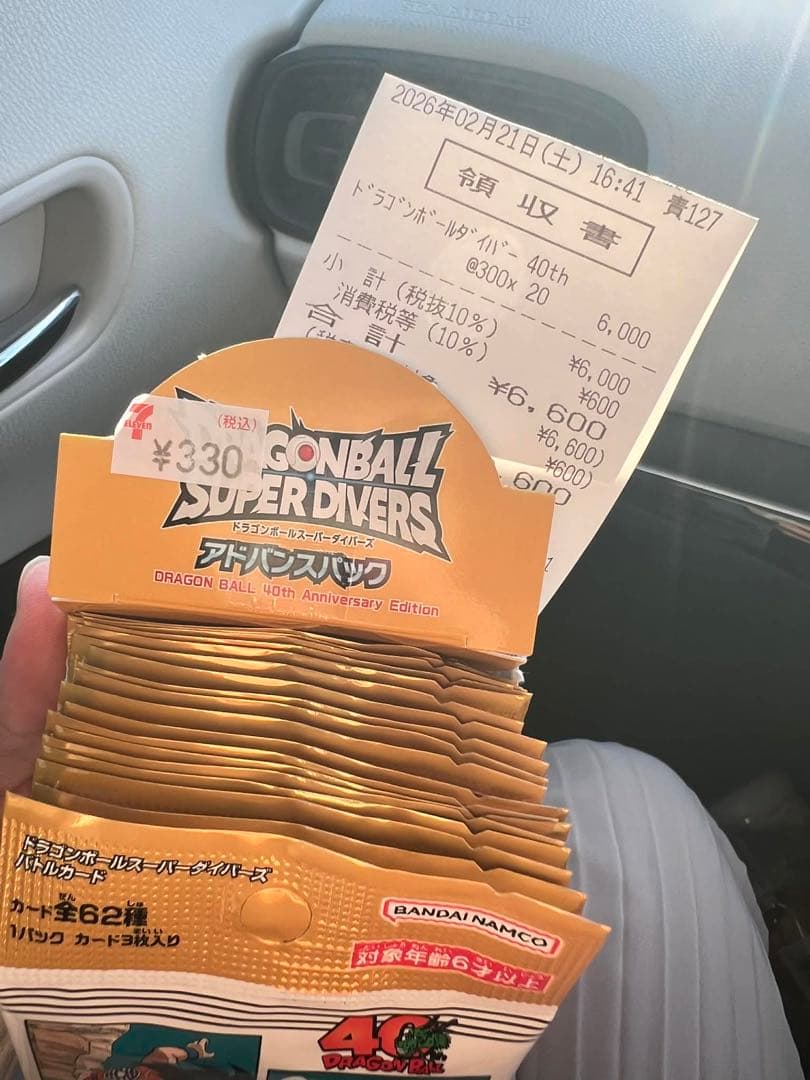 2026年02月21日(土) 16:41 責127
領収書
ドラゴンボールダイバー 40th
@300x 20 6,000
小 計(税抜10%) ¥6,000
消費税等(10%) ¥600
合 計 ¥6,600
¥6,600)
¥600)
600
7
ELEVEN
(税込)
¥330
GONBALL
SUPER DIVERS
ドラゴンボールスーパーダイバーズ
アドバンスパック
DRAGON BALL 40th Anniversary Edition
ドラゴンボールスーパーダイバーズ
バトルカード
カード全62種
1パック カード3枚入り
BANDAI NAMCO
対象年齢6才以上
40
DRAGON BALL